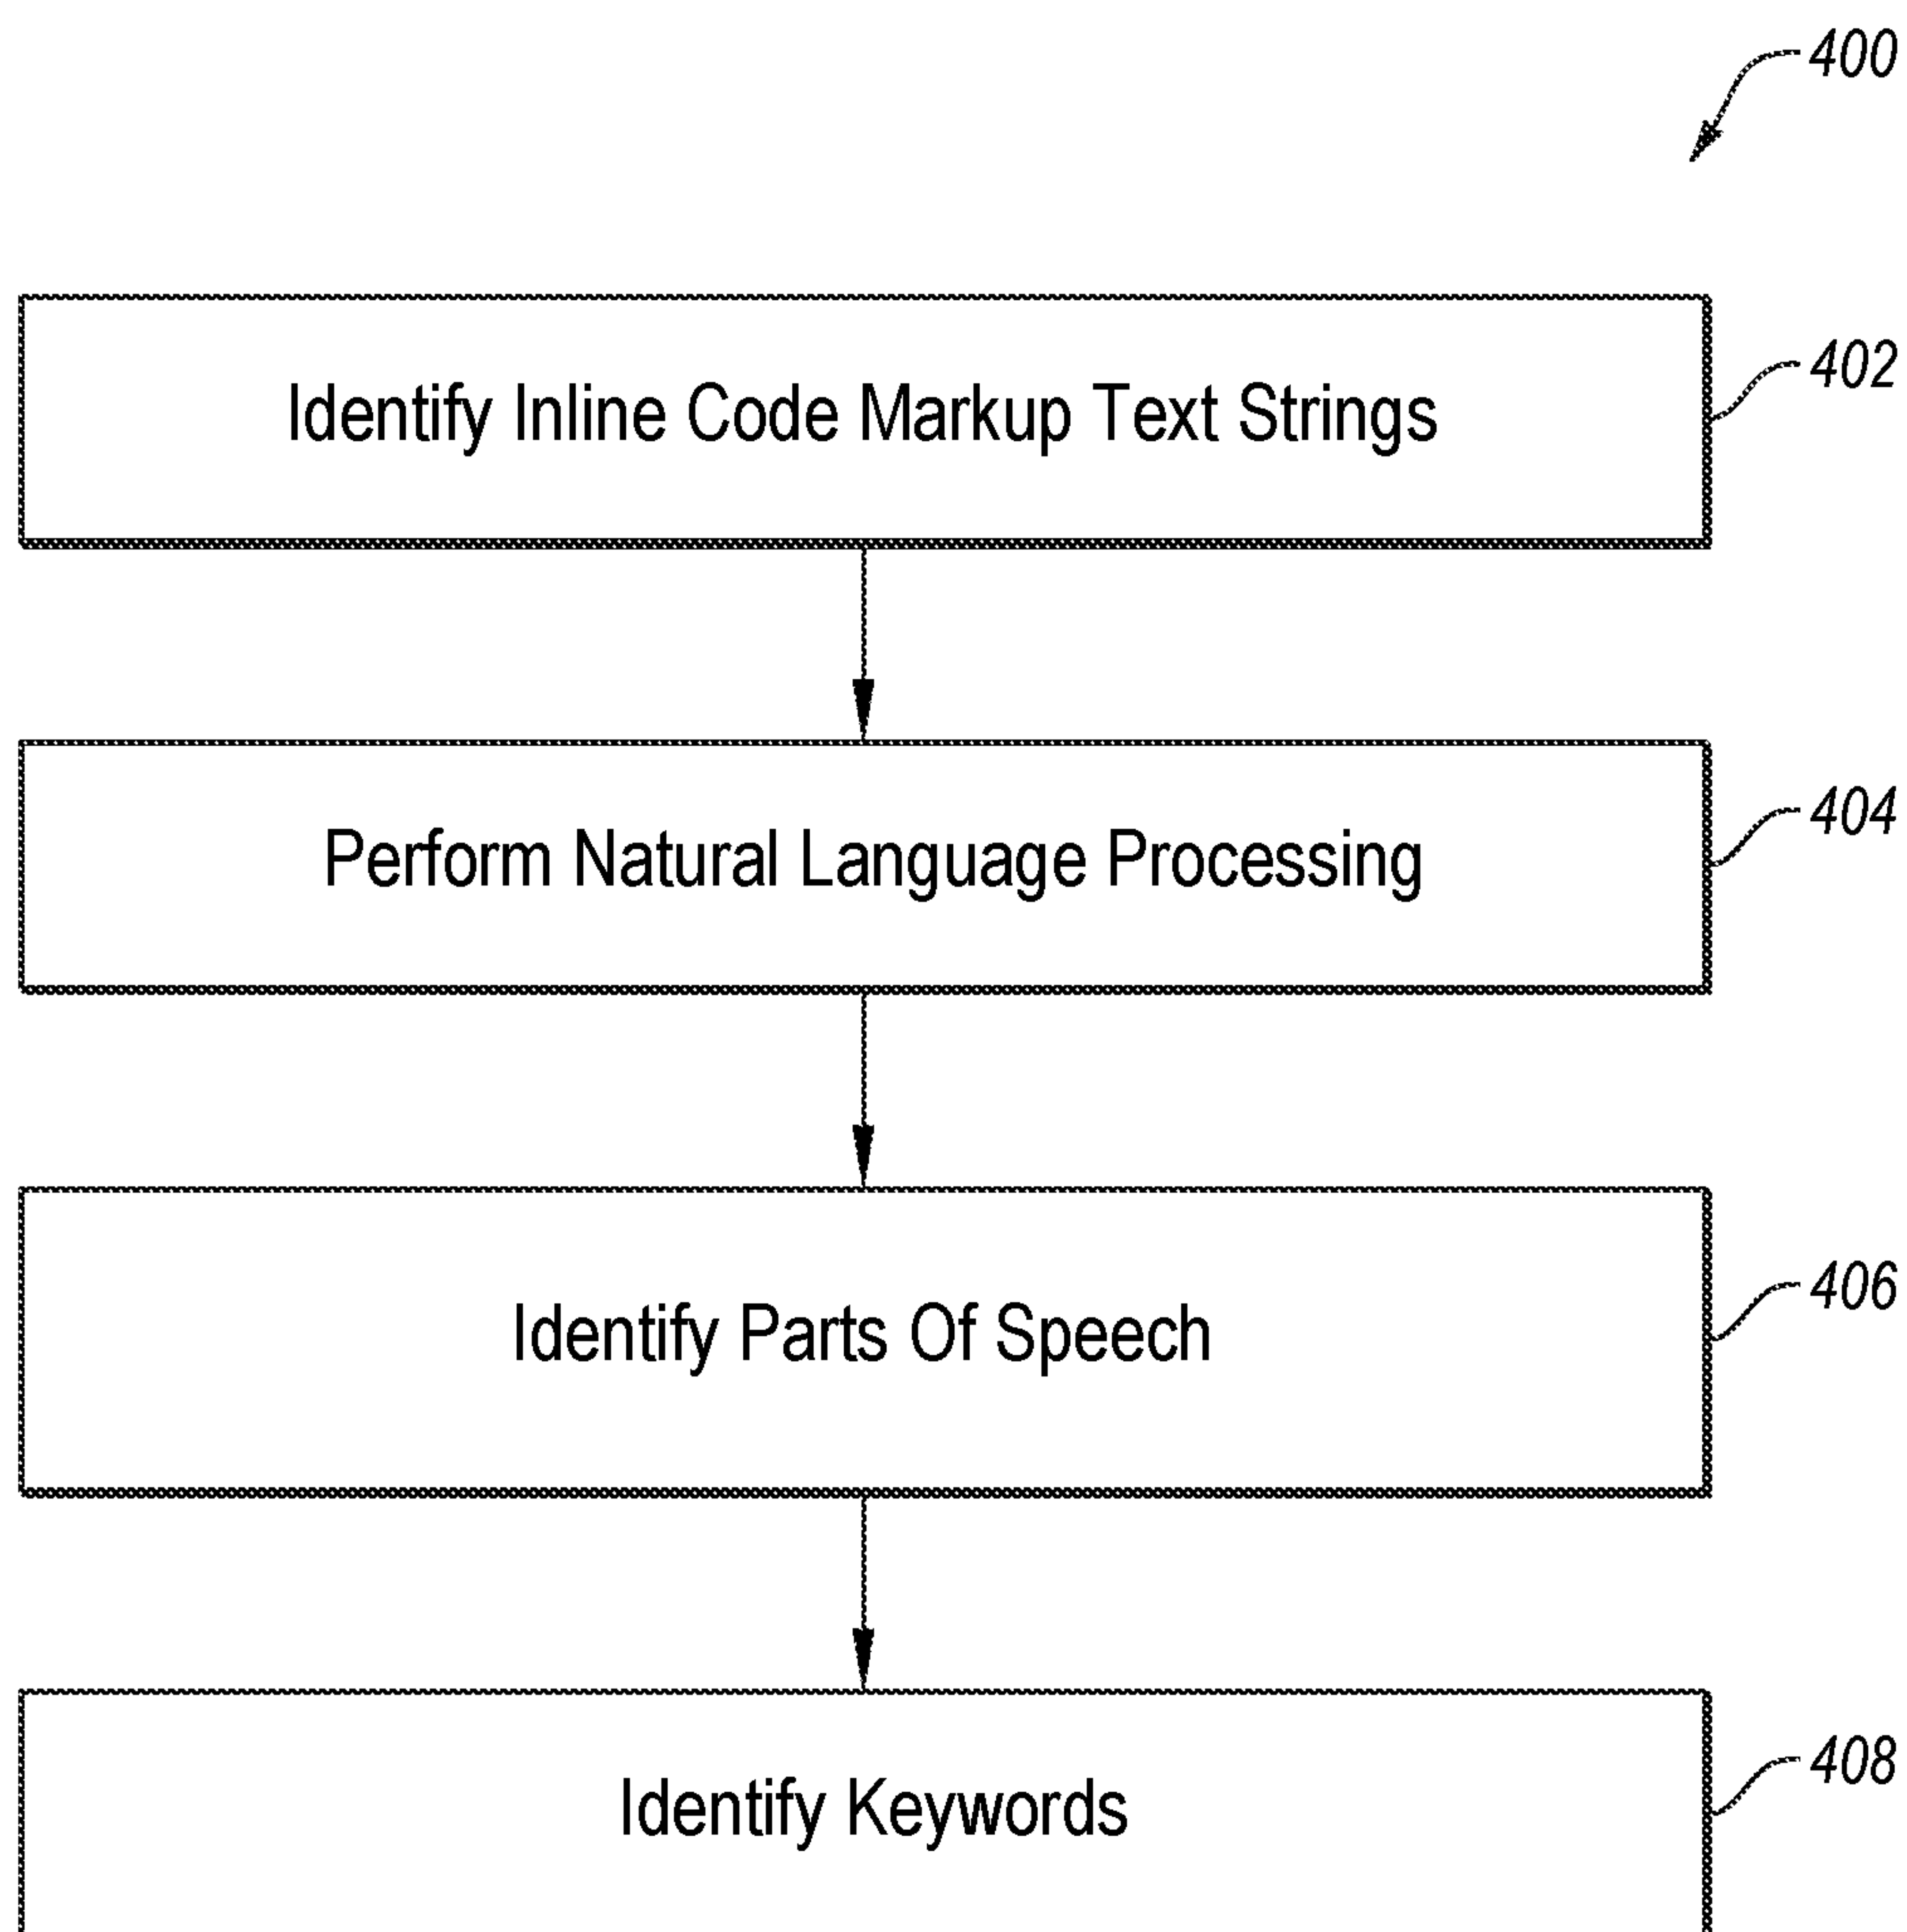 400
Identify Inline Code Markup Text Strings
402
Perform Natural Language Processing
404
Identify Parts Of Speech
406
Identify Keywords
408